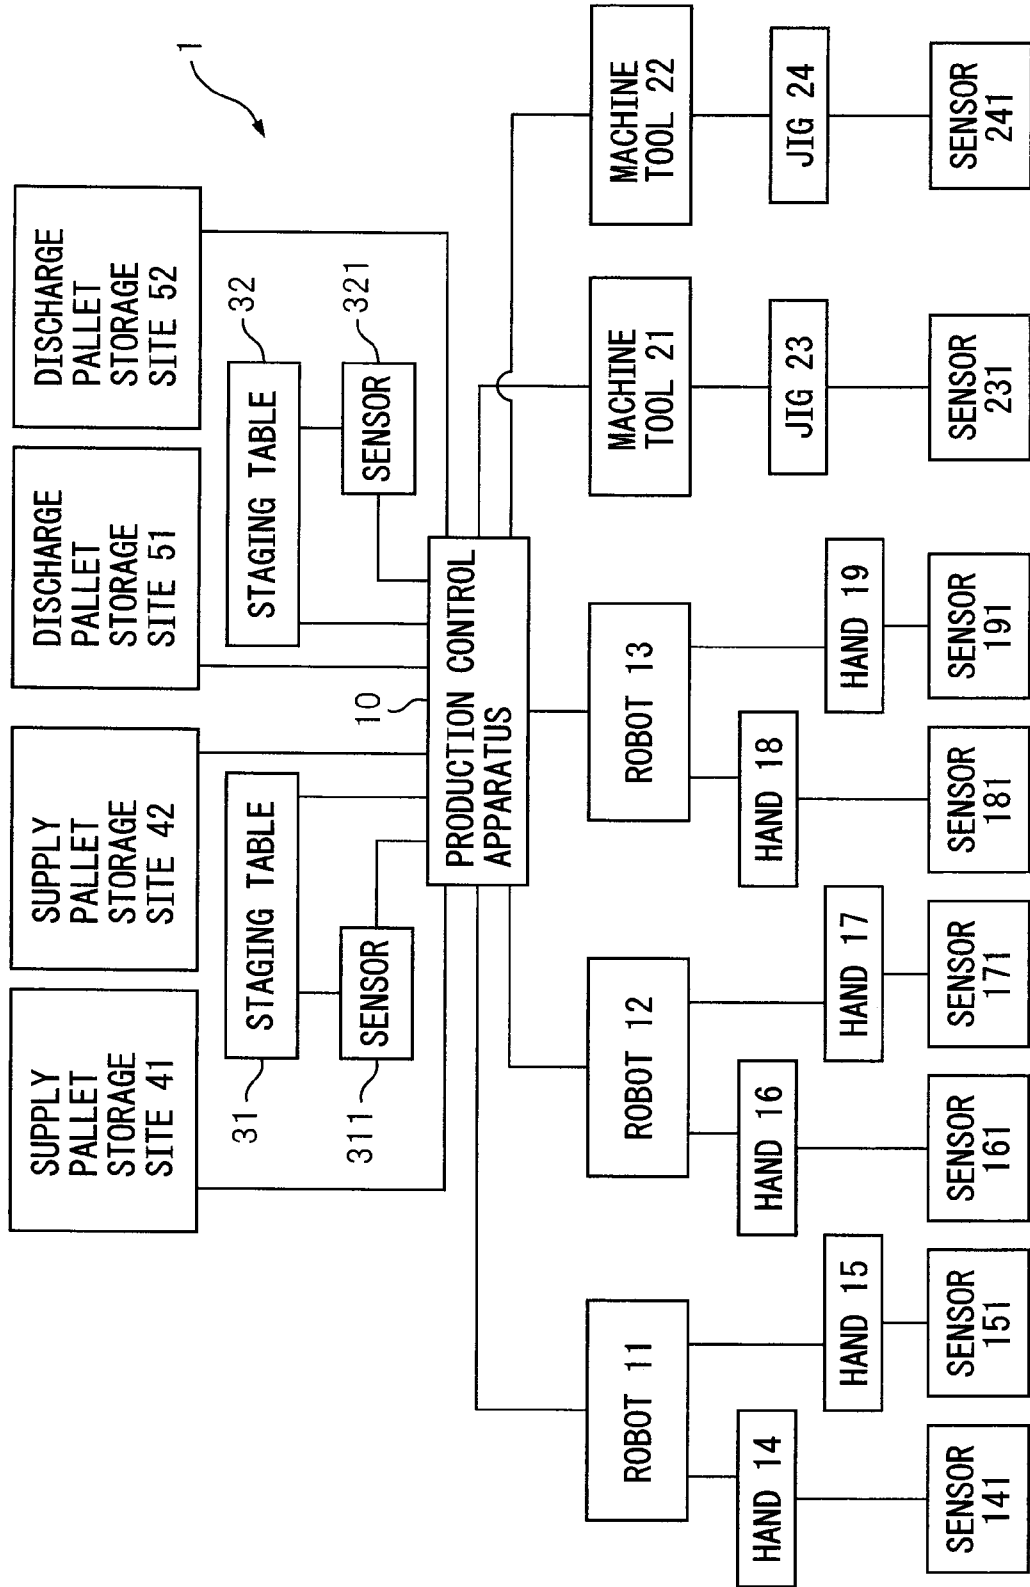 1
SUPPLY
PALLET
STORAGE
SITE 41
SUPPLY
PALLET
STORAGE
SITE 42
DISCHARGE
PALLET
STORAGE
SITE 51
DISCHARGE
PALLET
STORAGE
SITE 52
31
STAGING TABLE
STAGING TABLE
32
311
SENSOR
SENSOR
321
10
PRODUCTION CONTROL
APPARATUS
ROBOT 11
ROBOT 12
ROBOT 13
MACHINE
TOOL 21
MACHINE
TOOL 22
HAND 14
HAND 15
HAND 16
HAND 17
HAND 18
HAND 19
JIG 23
JIG 24
SENSOR
141
SENSOR
151
SENSOR
161
SENSOR
171
SENSOR
181
SENSOR
191
SENSOR
231
SENSOR
241